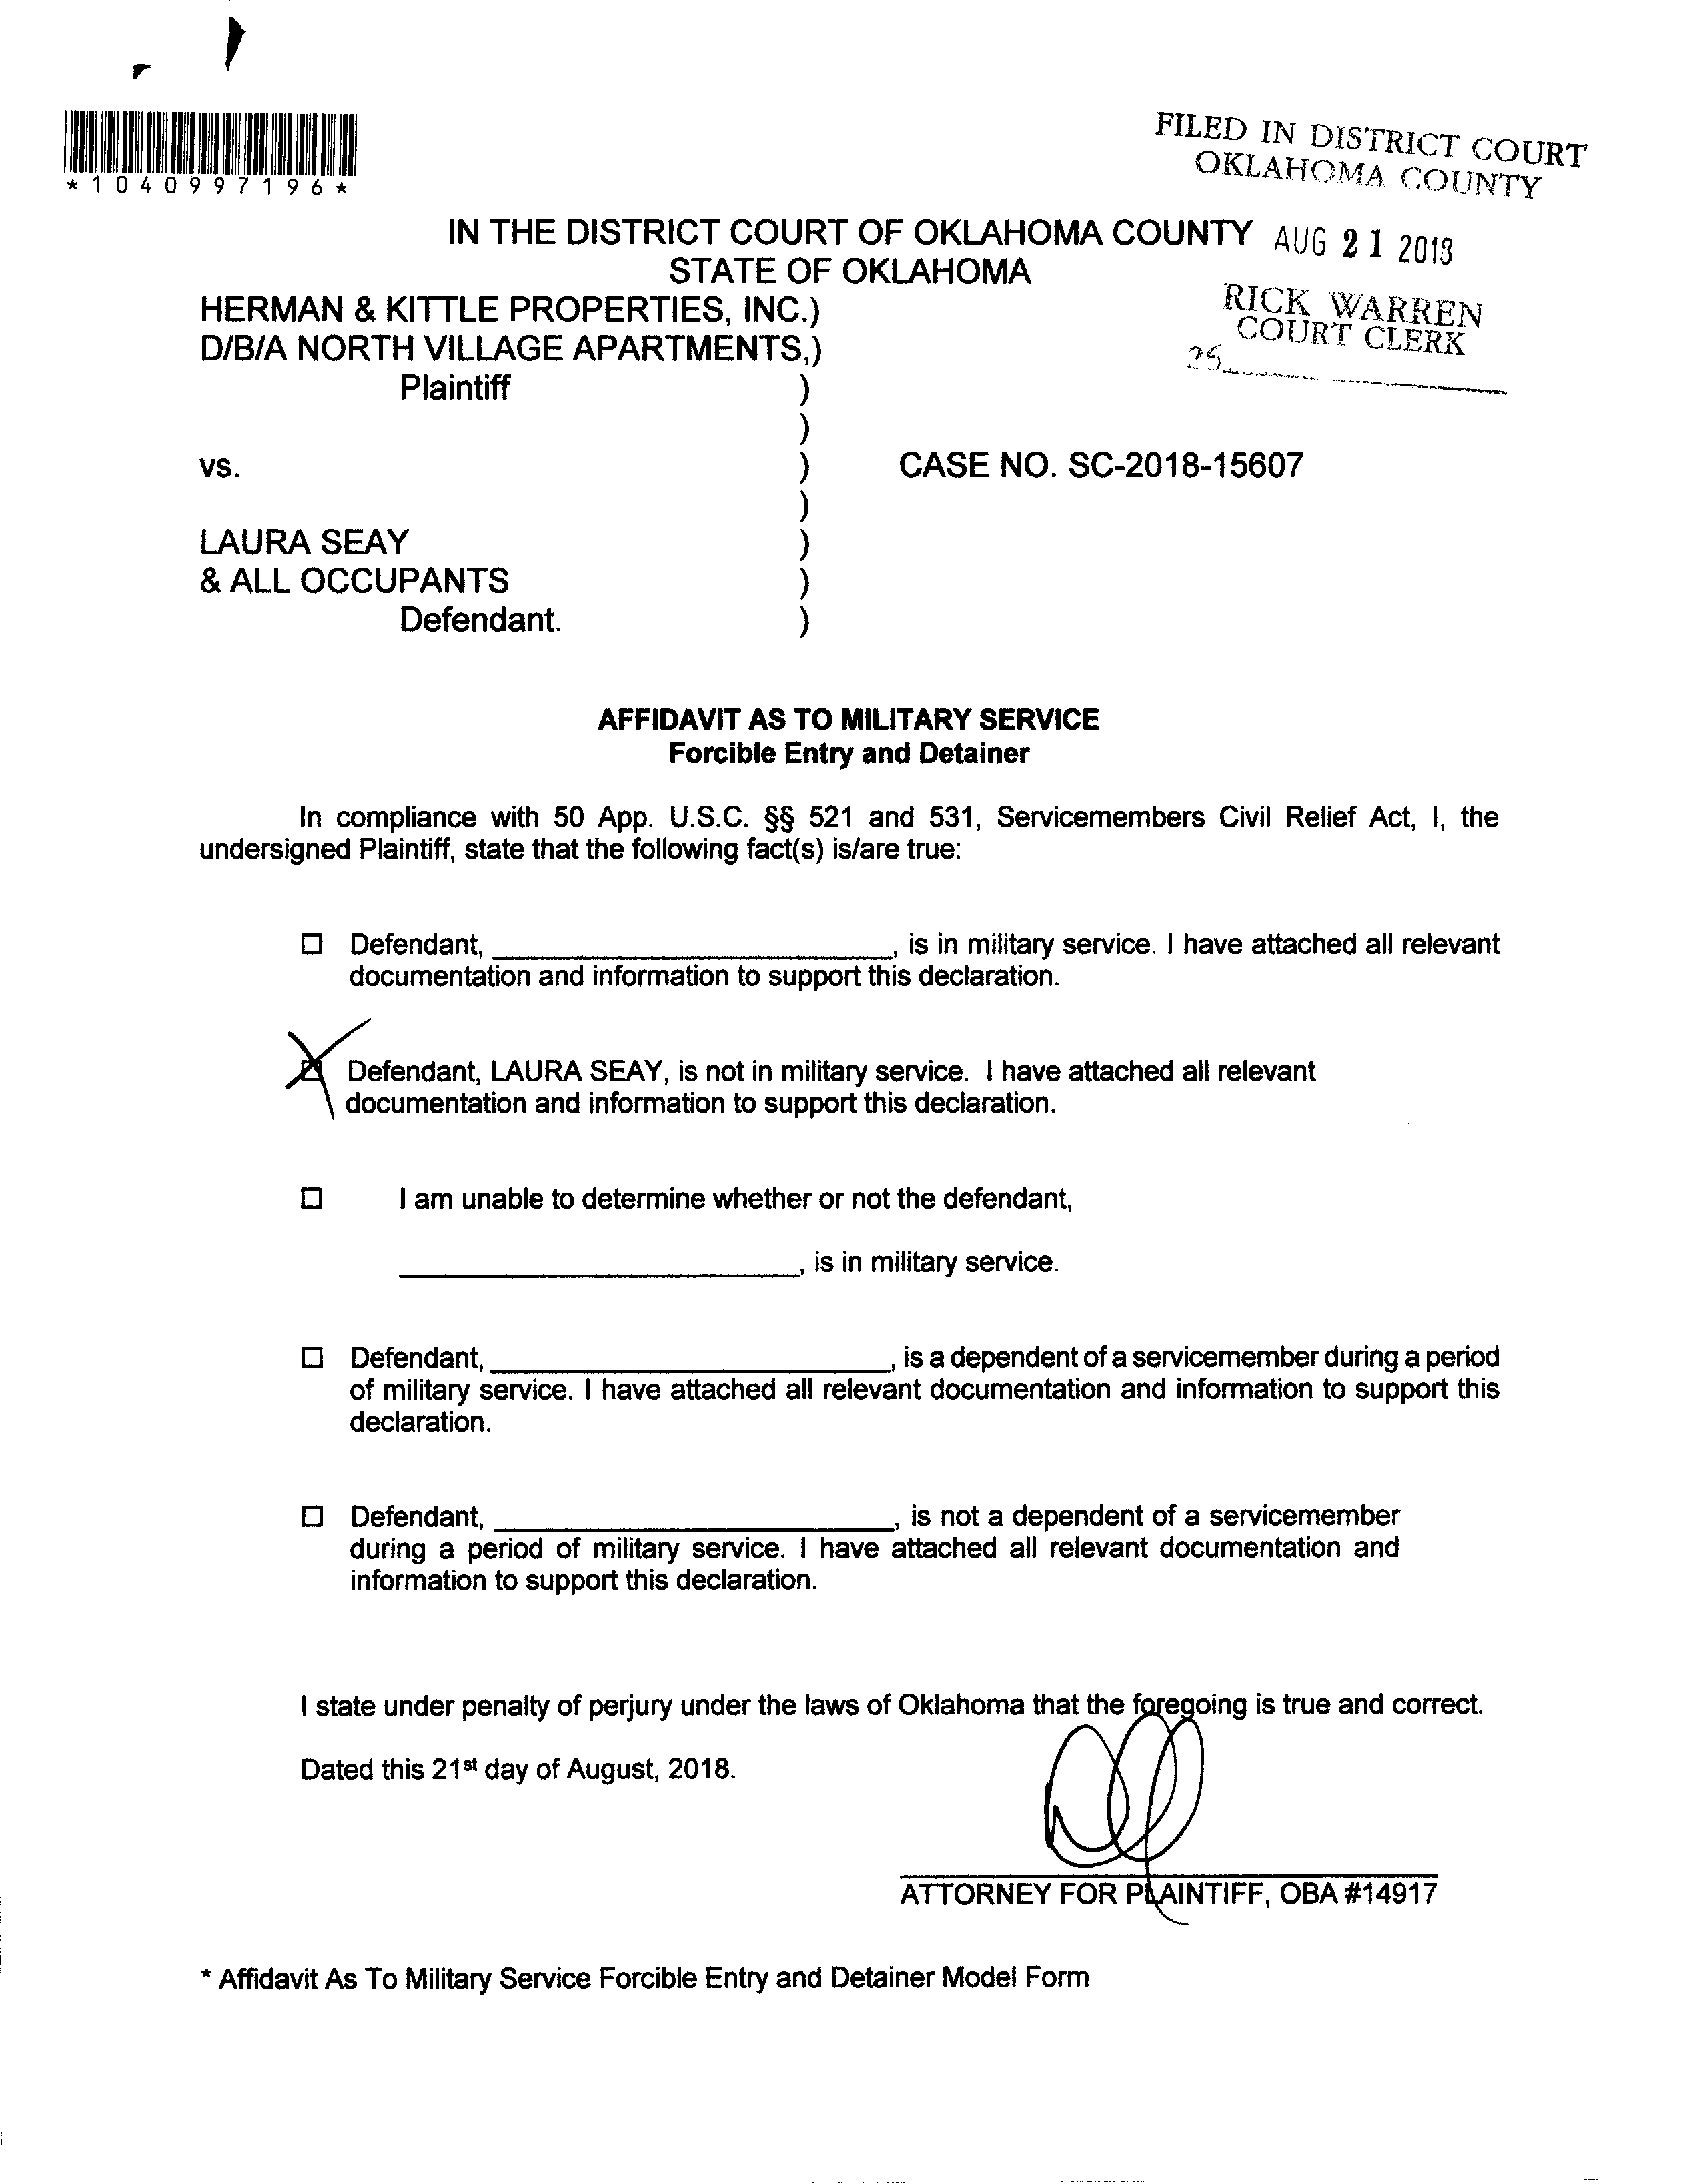 *1040997196*
FILED IN DISTRICT COURT
OKLAHOMA COUNTY
IN THE DISTRICT COURT OF OKLAHOMA COUNTY
AUG 21 2018
STATE OF OKLAHOMA
HERMAN & KITTLE PROPERTIES, INC.)
RICK WARREN
COURT CLERK
D/B/A NORTH VILLAGE APARTMENTS,)
Plaintiff )
)
vs. ) CASE NO. SC-2018-15607
)
LAURA SEAY )
& ALL OCCUPANTS )
Defendant. )
AFFIDAVIT AS TO MILITARY SERVICE
Forcible Entry and Detainer
In compliance with 50 App. U.S.C. §§ 521 and 531, Servicemembers Civil Relief Act, I, the
undersigned Plaintiff, state that the following fact(s) is/are true:
☐ Defendant, ____________________, is in military service. I have attached all relevant
documentation and information to support this declaration.
☒ Defendant, LAURA SEAY, is not in military service. I have attached all relevant
documentation and information to support this declaration.
☐ I am unable to determine whether or not the defendant,
____________________, is in military service.
☐ Defendant, ____________________, is a dependent of a servicemember during a period
of military service. I have attached all relevant documentation and information to support this
declaration.
☐ Defendant, ____________________, is not a dependent of a servicemember
during a period of military service. I have attached all relevant documentation and
information to support this declaration.
I state under penalty of perjury under the laws of Oklahoma that the foregoing is true and correct.
Dated this 21st day of August, 2018.
ATTORNEY FOR PLAINTIFF, OBA #14917
* Affidavit As To Military Service Forcible Entry and Detainer Model Form